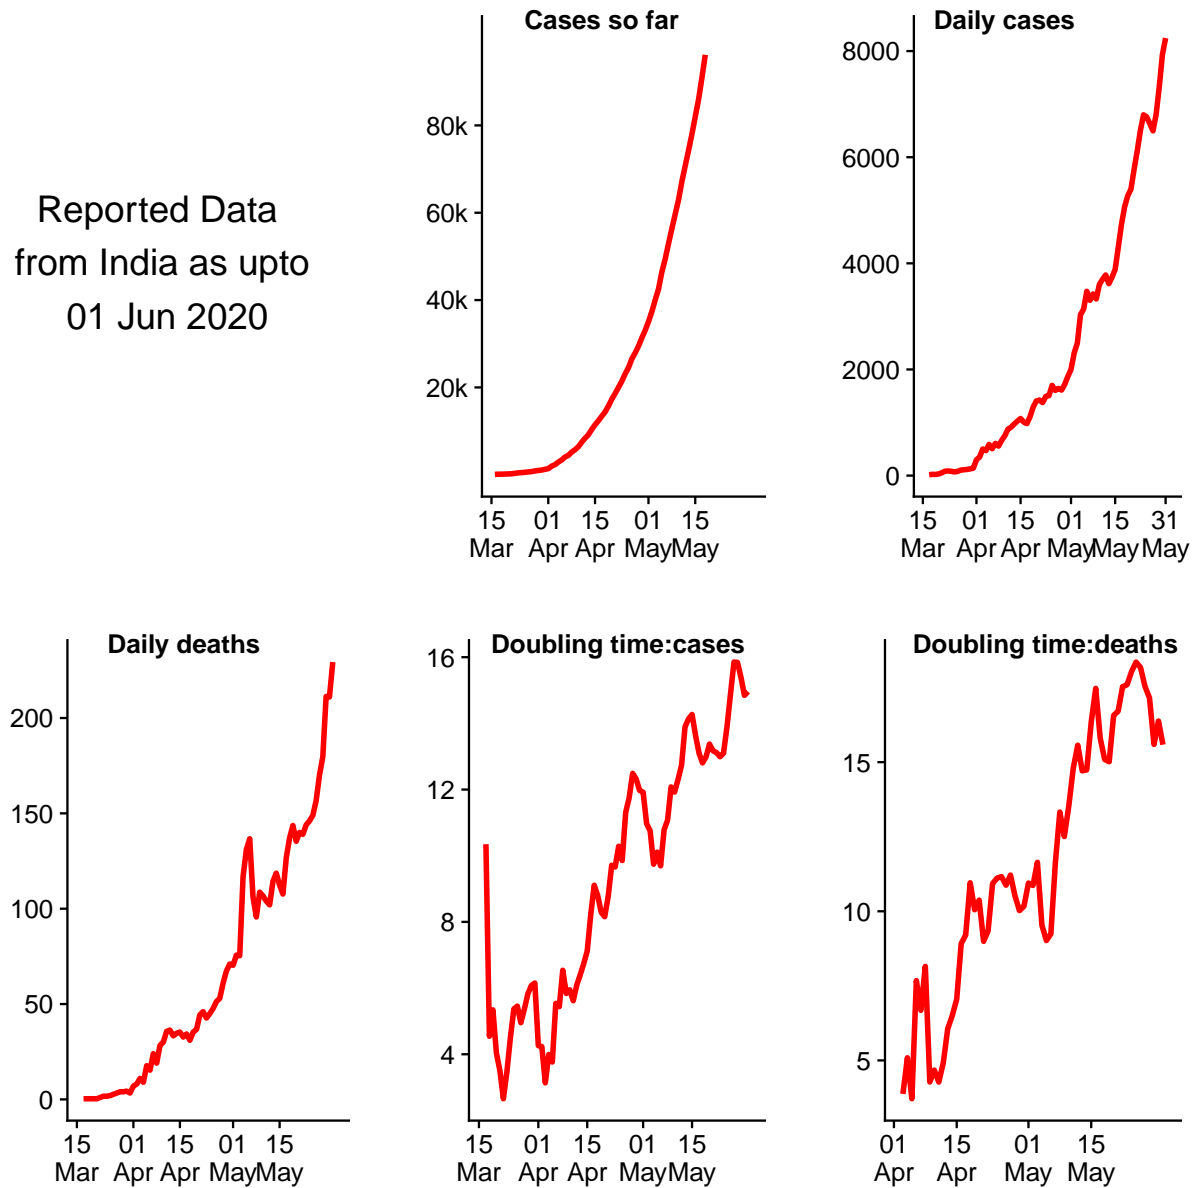 Reported Data
from India as upto
01 Jun 2020
Cases so far
80k
60k
40k
20k
15 01 15 01 15
Mar Apr Apr May May
Daily cases
8000
6000
4000
2000
0
15 01 15 01 15 31
Mar Apr Apr May May May
Daily deaths
200
150
100
50
0
15 01 15 01 15
Mar Apr Apr May May
Doubling time:cases
16
12
8
4
15 01 15 01 15
Mar Apr Apr May May
Doubling time:deaths
15
10
5
01 15 01 15
Apr Apr May May